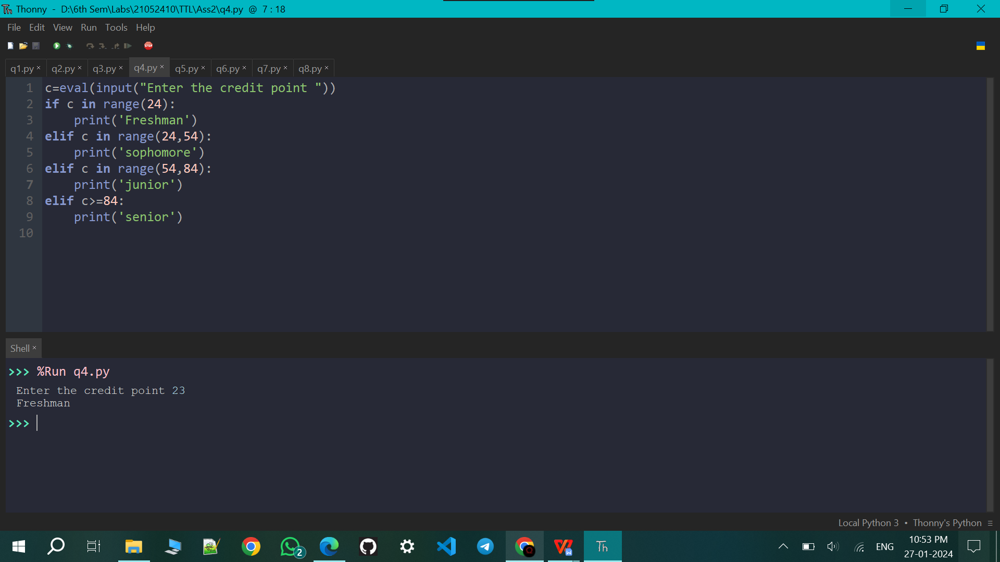 Th Thonny - D:\6th Sem\Labs\21052410\TTL\Ass2\q4.py @ 7 : 18
File Edit View Run Tools Help
STOP
q1.py × q2.py × q3.py × q4.py × q5.py × q6.py × q7.py × q8.py ×
1 c=eval(input("Enter the credit point "))
2 if c in range(24):
3     print('Freshman')
4 elif c in range(24,54):
5     print('sophomore')
6 elif c in range(54,84):
7     print('junior')
8 elif c>=84:
9     print('senior')
10
Shell ×
>>> %Run q4.py
Enter the credit point 23
Freshman
>>>
Local Python 3 • Thonny's Python ≡
2 W Th ENG 10:53 PM
27-01-2024